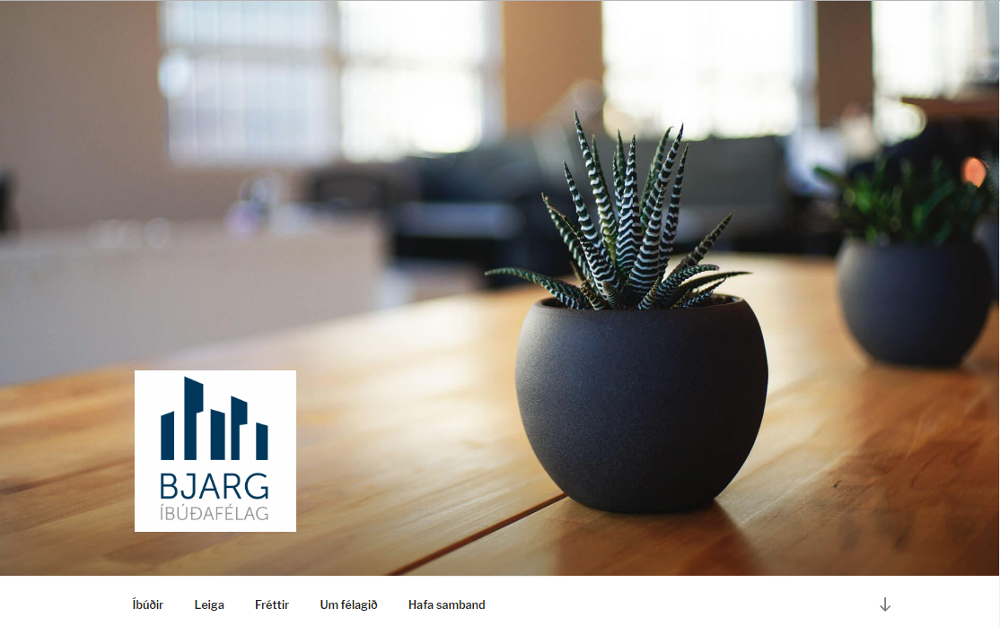 BJARG
ÍBÚÐAFÉLAG
Íbúðir
Leiga
Fréttir
Um félagið
Hafa samband